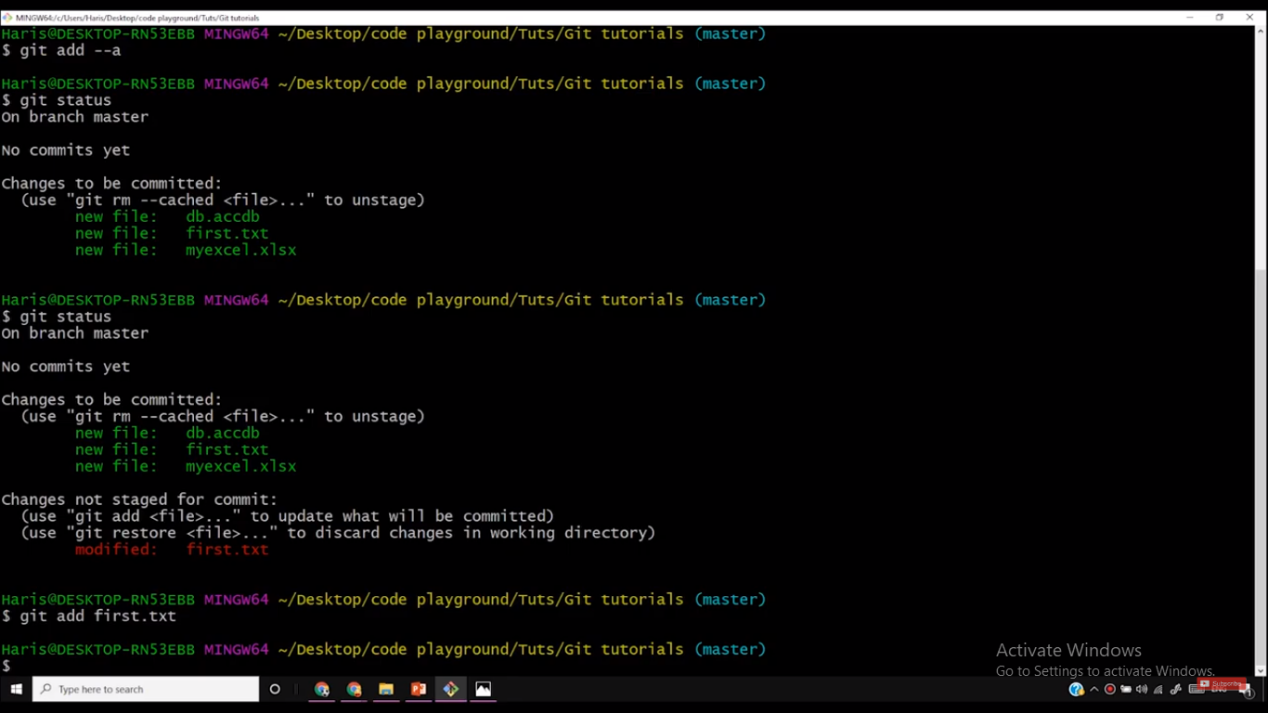 MINGW64:/c/Users/Haris/Desktop/code playground/Tuts/Git tutorials
Haris@DESKTOP-RN53EBB MINGW64 ~/Desktop/code playground/Tuts/Git tutorials (master)
$ git add --a
Haris@DESKTOP-RN53EBB MINGW64 ~/Desktop/code playground/Tuts/Git tutorials (master)
$ git status
On branch master
No commits yet
Changes to be committed:
(use "git rm --cached <file>..." to unstage)
new file: db.accdb
new file: first.txt
new file: myexcel.xlsx
Haris@DESKTOP-RN53EBB MINGW64 ~/Desktop/code playground/Tuts/Git tutorials (master)
$ git status
On branch master
No commits yet
Changes to be committed:
(use "git rm --cached <file>..." to unstage)
new file: db.accdb
new file: first.txt
new file: myexcel.xlsx
Changes not staged for commit:
(use "git add <file>..." to update what will be committed)
(use "git restore <file>..." to discard changes in working directory)
modified: first.txt
Haris@DESKTOP-RN53EBB MINGW64 ~/Desktop/code playground/Tuts/Git tutorials (master)
$ git add first.txt
Haris@DESKTOP-RN53EBB MINGW64 ~/Desktop/code playground/Tuts/Git tutorials (master)
$
Activate Windows
Go to Settings to activate Windows.
Type here to search